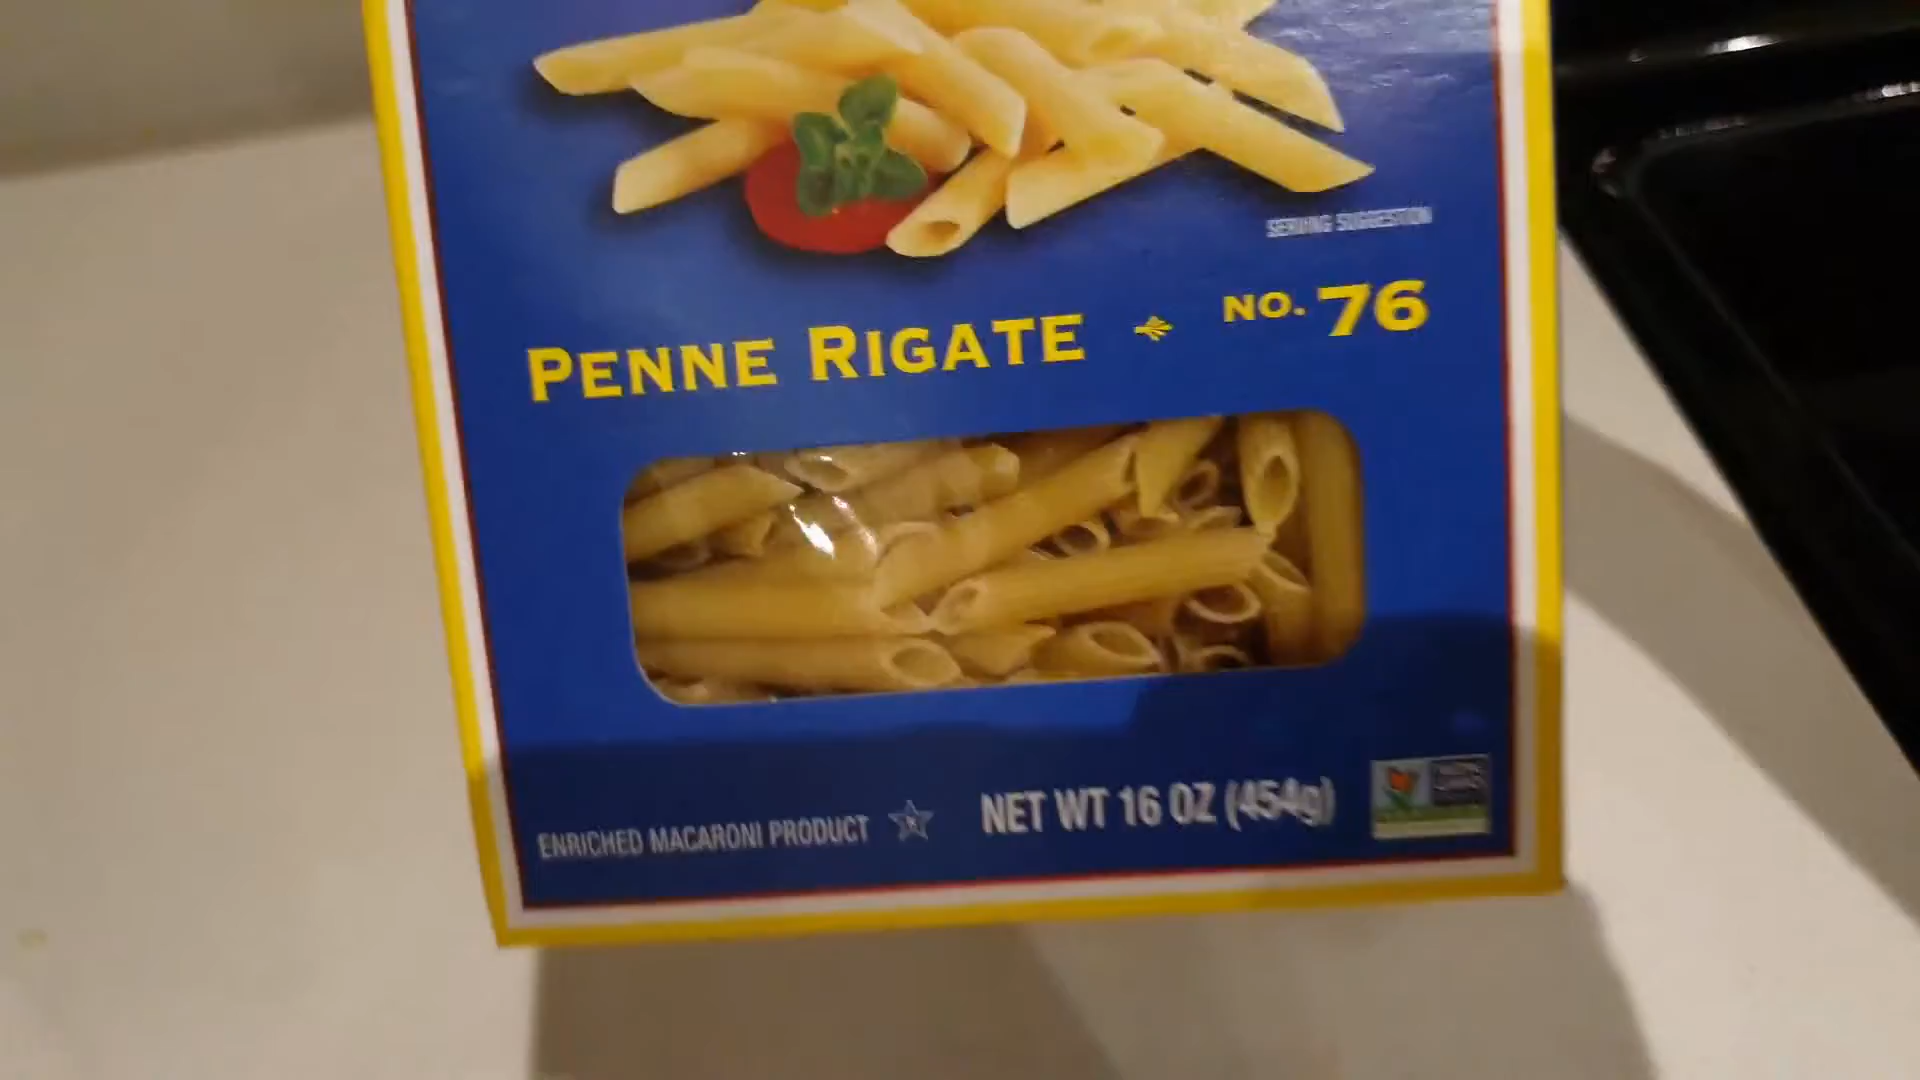 SERVING SUGGESTION
PENNE RIGATE NO. 76
ENRICHED MACARONI PRODUCT K NET WT 16 OZ (454g)